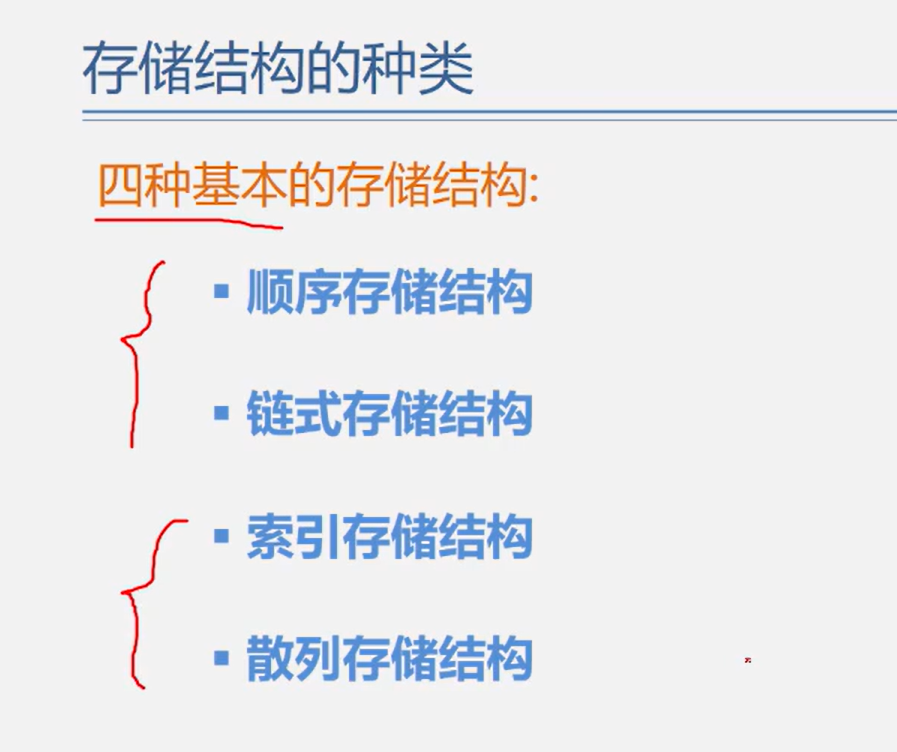 存储结构的种类
四种基本的存储结构:
▪ 顺序存储结构
▪ 链式存储结构
▪ 索引存储结构
▪ 散列存储结构